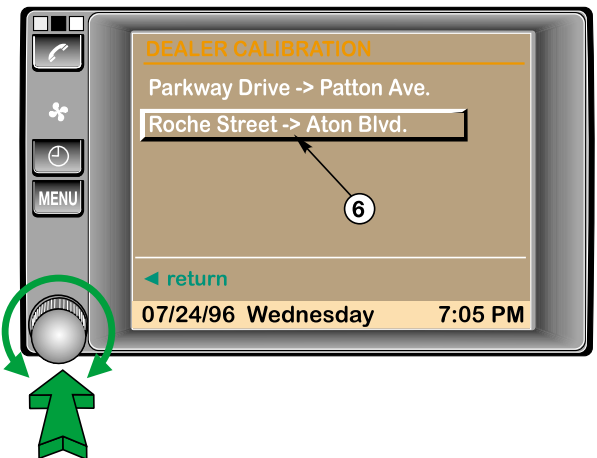 DEALER CALIBRATION
Parkway Drive -> Patton Ave.
Roche Street -> Aton Blvd.
6
MENU
◄ return
07/24/96 Wednesday 7:05 PM